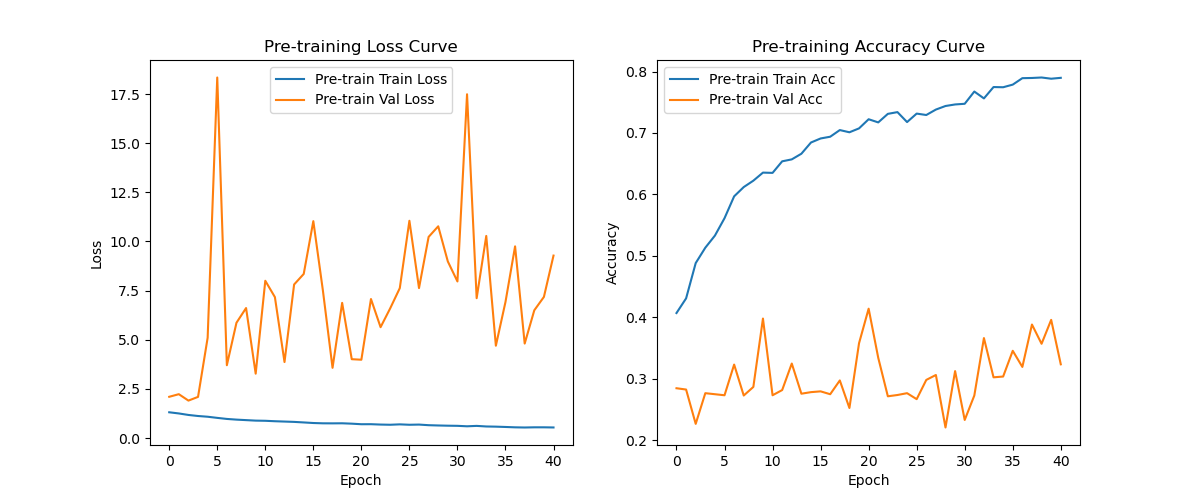 Pre-training Loss Curve
Pre-train Train Loss
Pre-train Val Loss
17.5
15.0
12.5
10.0
7.5
5.0
2.5
0.0
Loss
0 5 10 15 20 25 30 35 40
Epoch
Pre-training Accuracy Curve
Pre-train Train Acc
Pre-train Val Acc
0.8
0.7
0.6
0.5
0.4
0.3
0.2
Accuracy
0 5 10 15 20 25 30 35 40
Epoch